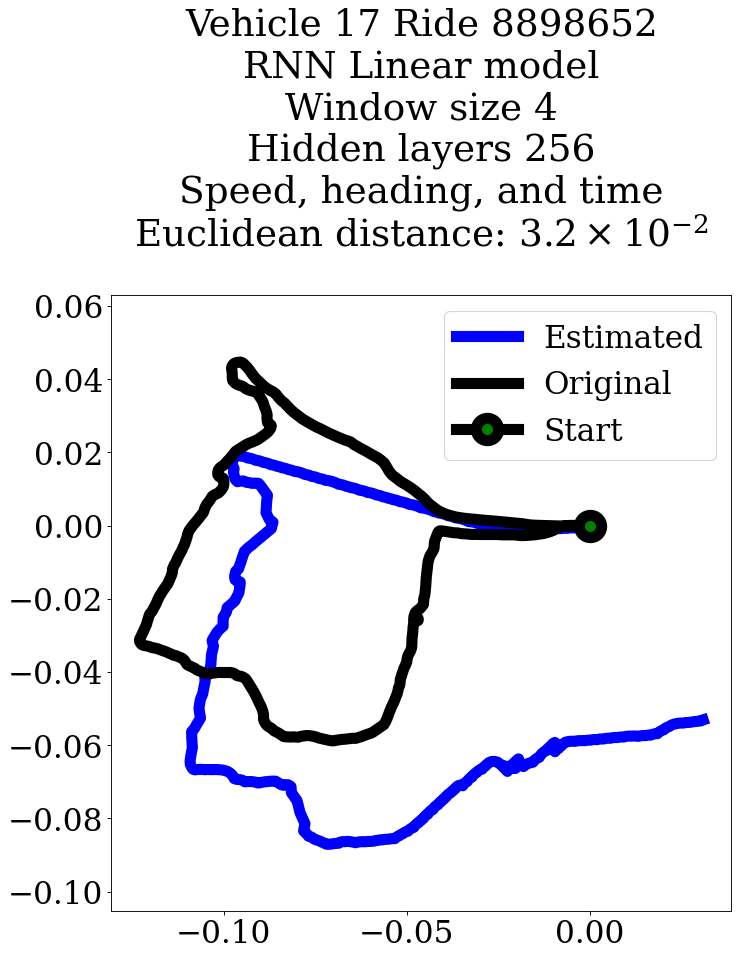 Vehicle 17 Ride 8898652
RNN Linear model
Window size 4
Hidden layers 256
Speed, heading, and time
Euclidean distance: 3.2 × 10⁻²
0.06
0.04
0.02
0.00
−0.02
−0.04
−0.06
−0.08
−0.10
Estimated
Original
Start
−0.10 −0.05 0.00